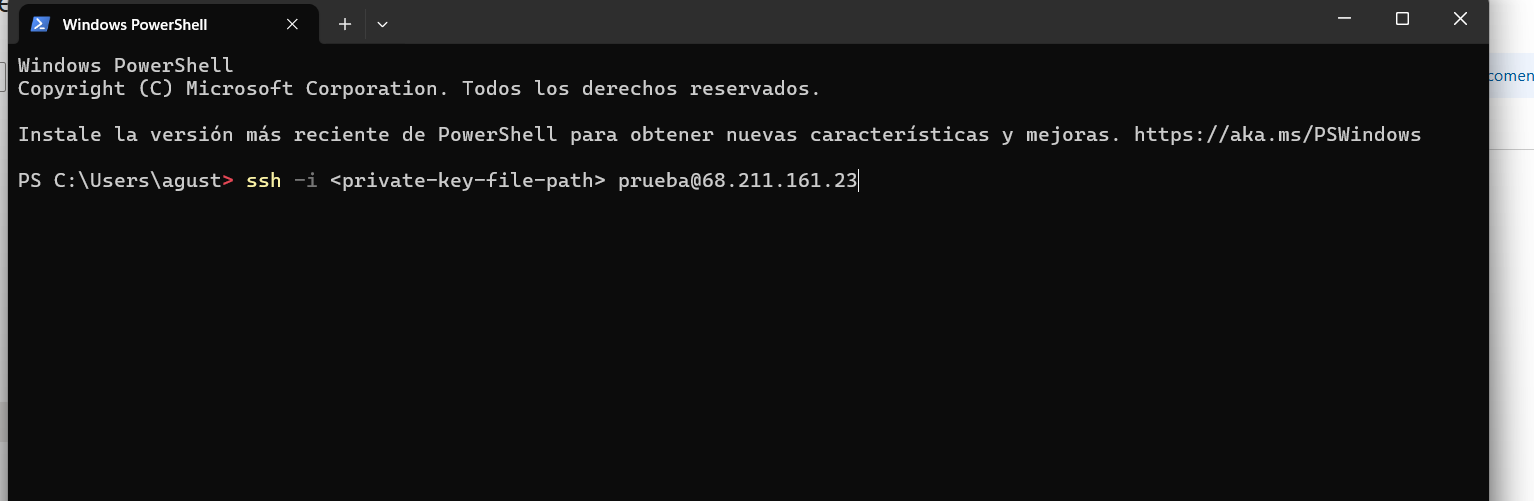 Windows PowerShell
comen
Windows PowerShell
Copyright (C) Microsoft Corporation. Todos los derechos reservados.
Instale la versión más reciente de PowerShell para obtener nuevas características y mejoras. https://aka.ms/PSWindows
PS C:\Users\agust> ssh -i <private-key-file-path> prueba@68.211.161.23